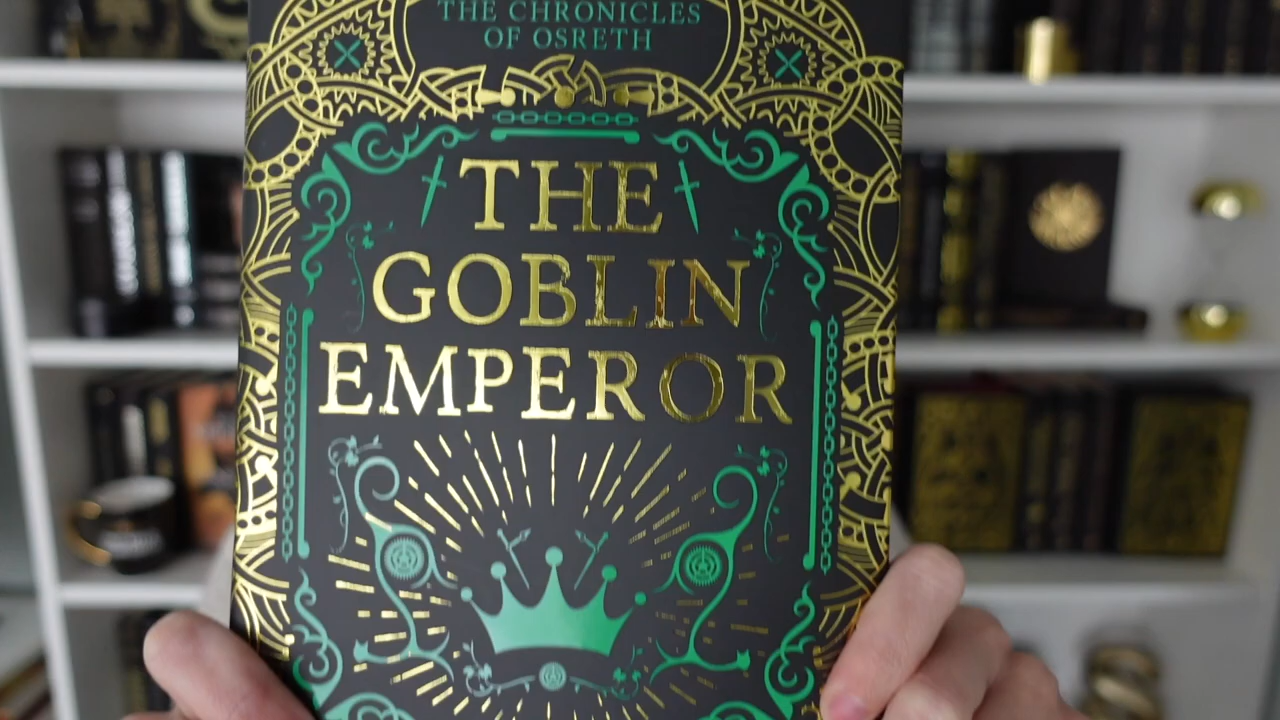 THE CHRONICLES
OF OSRETH
THE
GOBLIN
EMPEROR